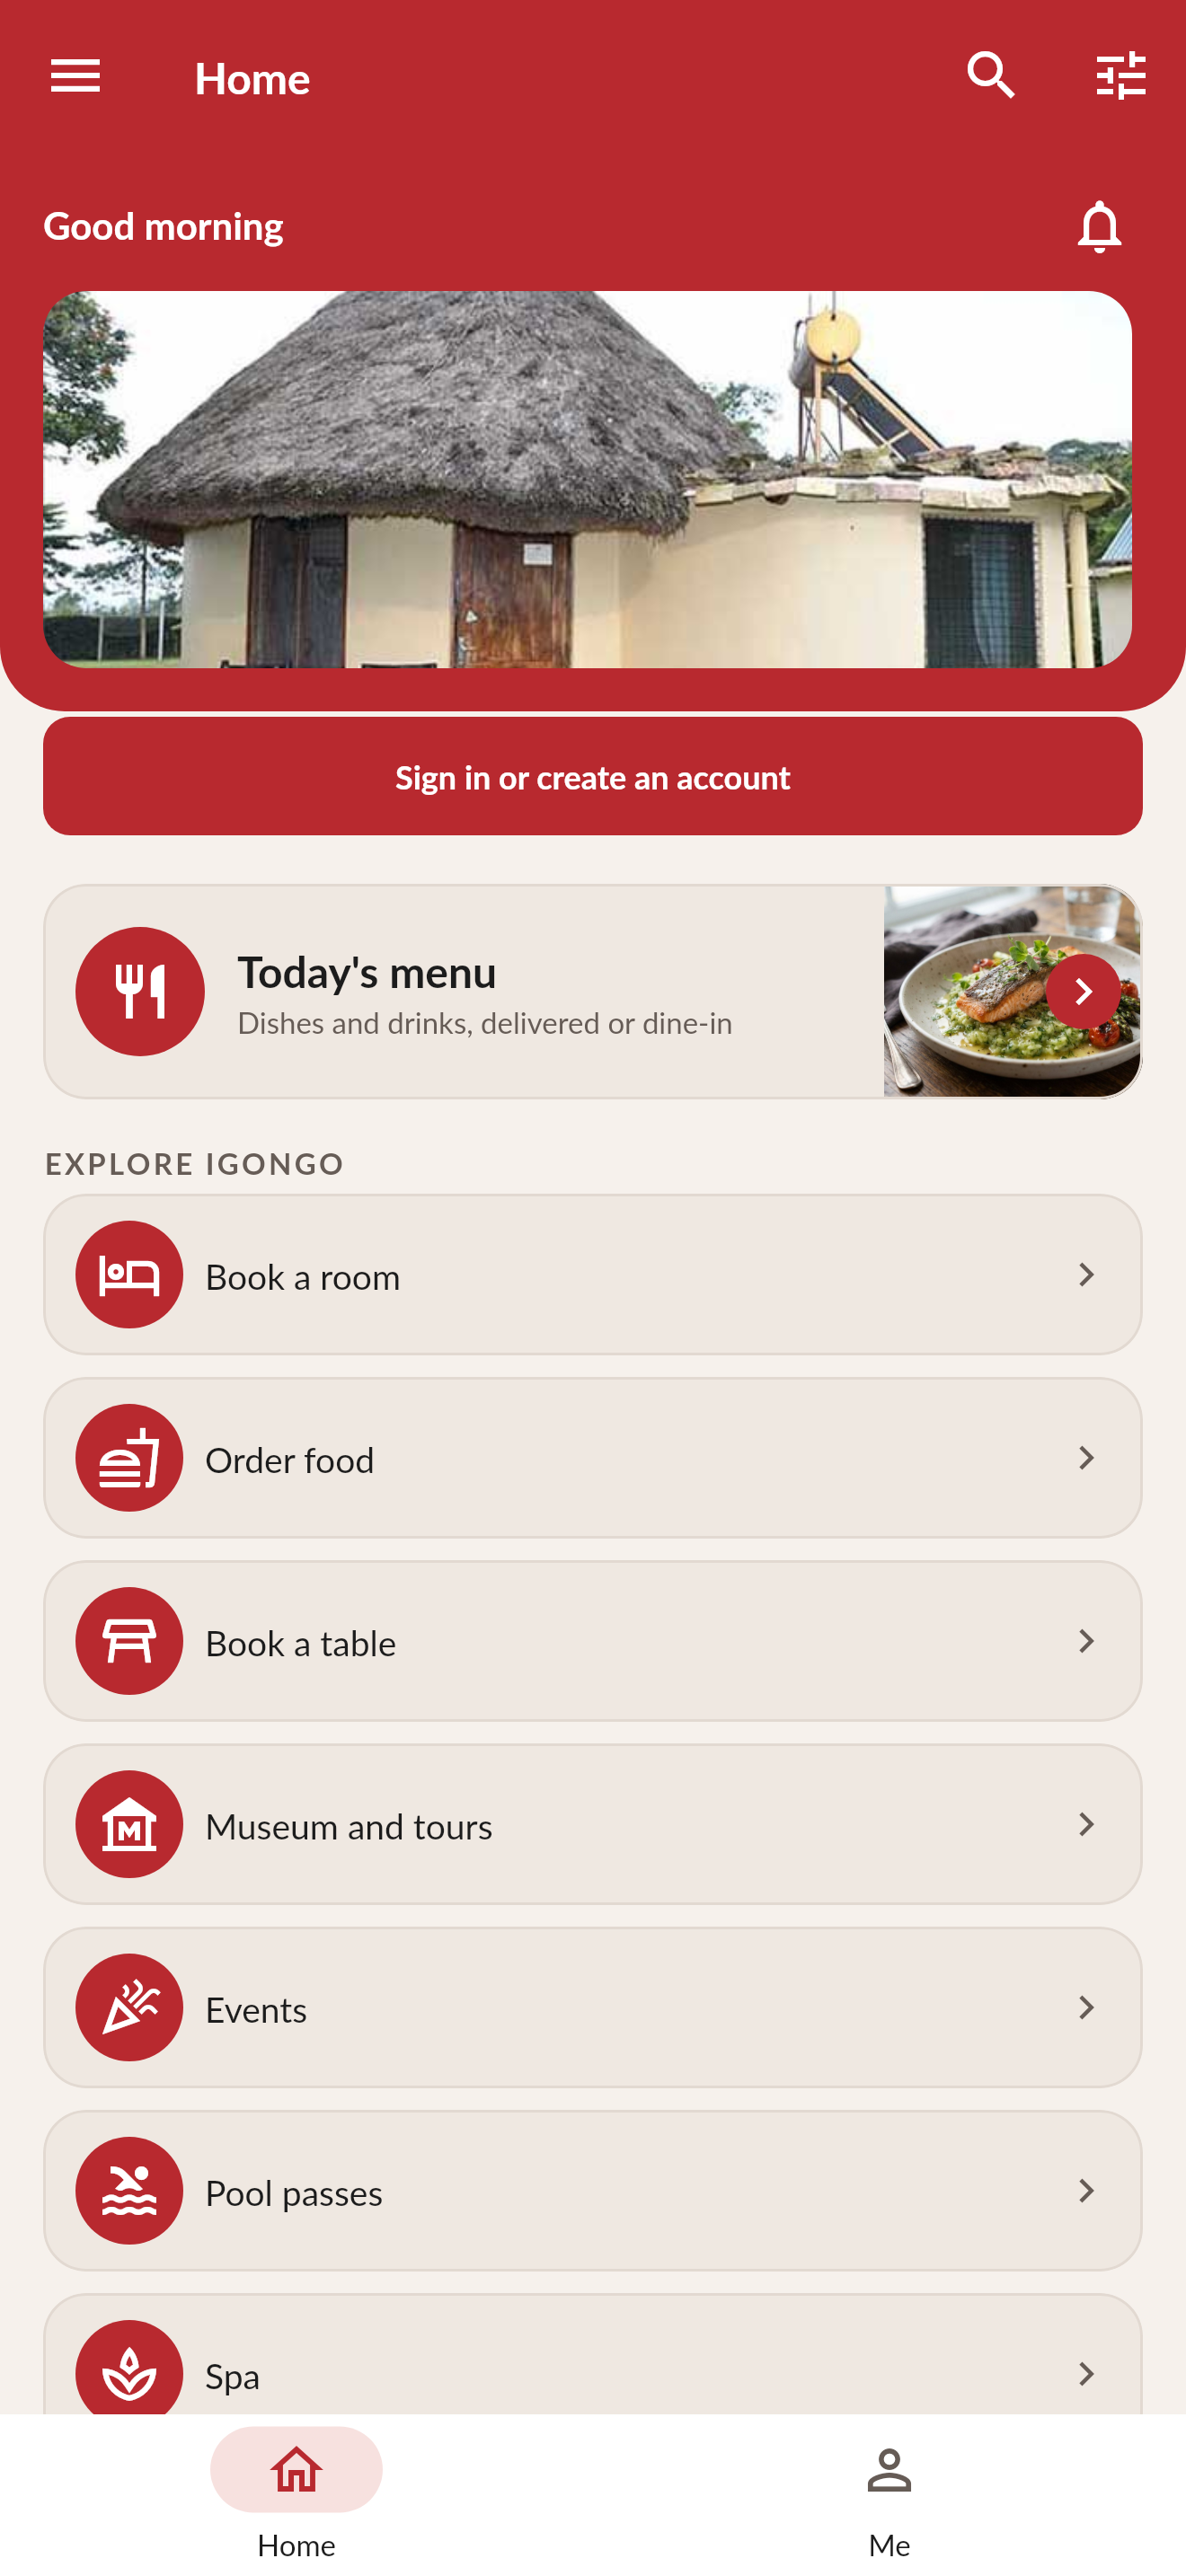 Home
Good morning
Sign in or create an account
Today's menu
Dishes and drinks, delivered or dine-in
EXPLORE IGONGO
Book a room
Order food
Book a table
M
Museum and tours
Events
Pool passes
Spa
Home
Me